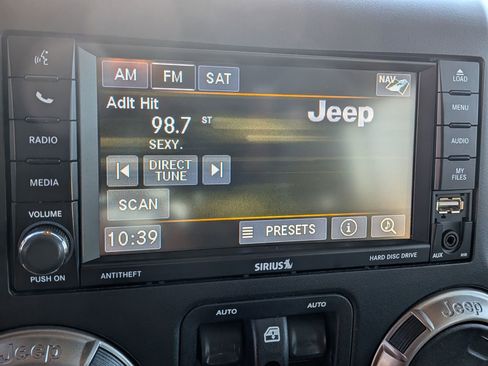 AM FM SAT NAV
LOAD
Adlt Hit
98.7 ST
Jeep
SEXY.
MENU
RADIO
AUDIO
DIRECT
TUNE
MEDIA
MY
FILES
SCAN
VOLUME
10:39 PRESETS
AUX
PUSH ON
ANTITHEFT SIRIUS HARD DISC DRIVE
AUTO AUTO
Jeep Jeep